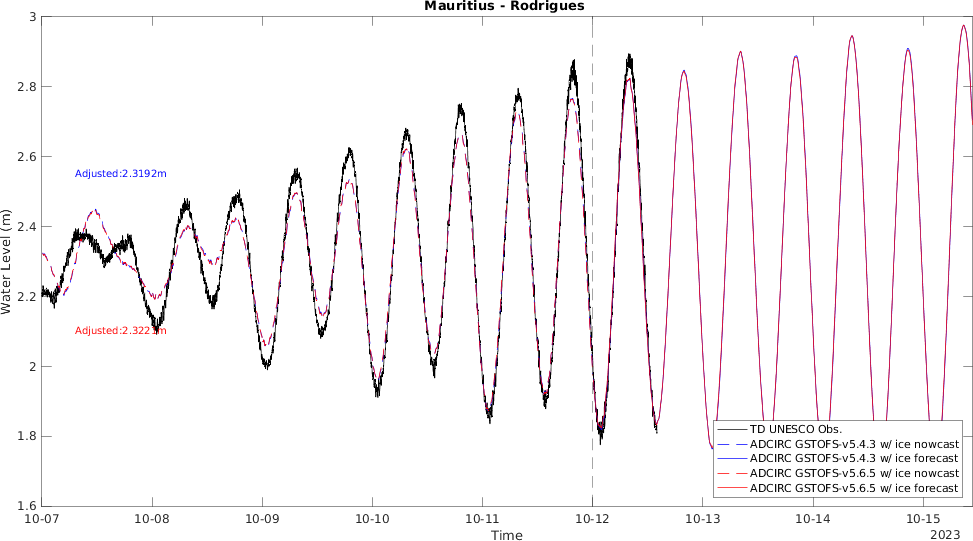 Mauritius - Rodrigues
Water Level (m)
3
2.8
2.6
2.4
2.2
2
1.8
1.6
Adjusted:2.3192m
Adjusted:2.3221m
TD UNESCO Obs.
ADCIRC GSTOFS-v5.4.3 w/ ice nowcast
ADCIRC GSTOFS-v5.4.3 w/ ice forecast
ADCIRC GSTOFS-v5.6.5 w/ ice nowcast
ADCIRC GSTOFS-v5.6.5 w/ ice forecast
10-07 10-08 10-09 10-10 10-11 10-12 10-13 10-14 10-15
Time
2023